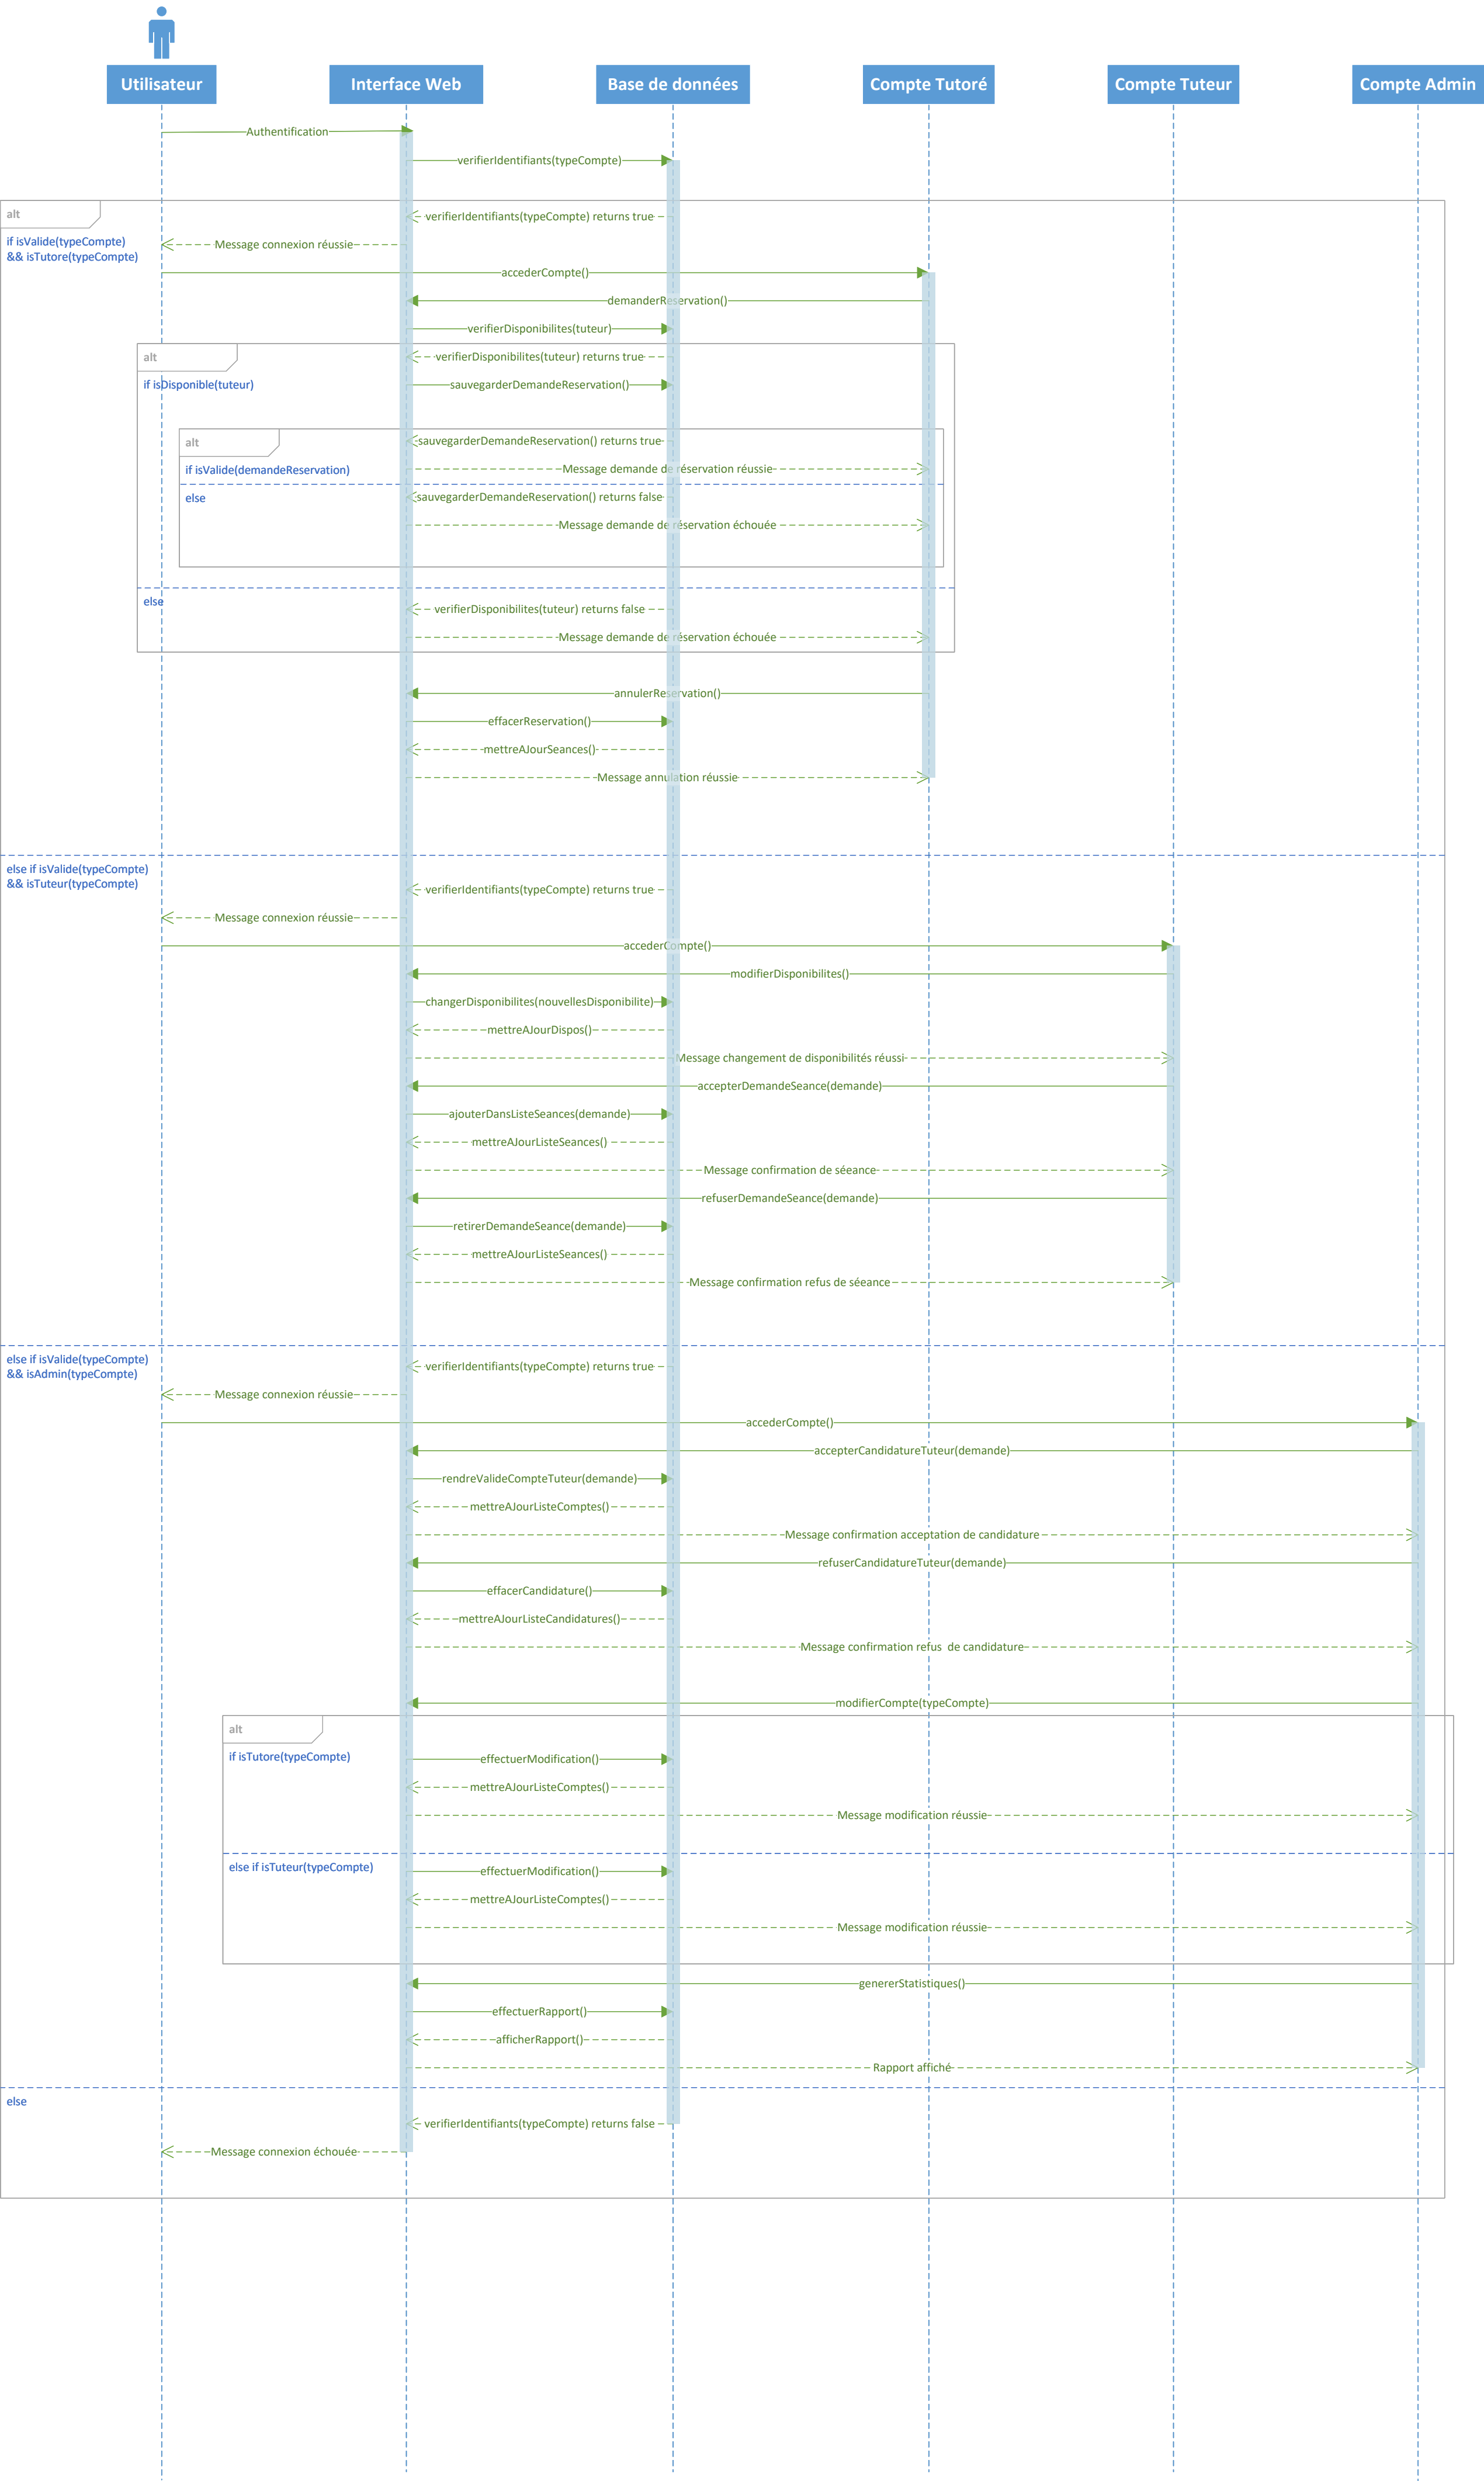 Utilisateur
Interface Web
Base de données
Compte Tutoré
Compte Tuteur
Compte Admin
Authentification
verifierIdentifiants(typeCompte)
alt
verifierIdentifiants(typeCompte) returns true
if isValide(typeCompte)
&& isTutore(typeCompte)
Message connexion réussie
accederCompte()
demanderReservation()
verifierDisponibilites(tuteur)
alt
verifierDisponibilites(tuteur) returns true
if isDisponible(tuteur)
sauvegarderDemandeReservation()
alt
sauvegarderDemandeReservation() returns true
if isValide(demandeReservation)
Message demande de réservation réussie
else
sauvegarderDemandeReservation() returns false
Message demande de réservation échouée
else
verifierDisponibilites(tuteur) returns false
Message demande de réservation échouée
annulerReservation()
effacerReservation()
mettreAJourSeances()
Message annulation réussie
else if isValide(typeCompte)
&& isTuteur(typeCompte)
verifierIdentifiants(typeCompte) returns true
Message connexion réussie
accederCompte()
modifierDisponibilites()
changerDisponibilites(nouvellesDisponibilite)
mettreAJourDispos()
Message changement de disponibilités réussi
accepterDemandeSeance(demande)
ajouterDansListeSeances(demande)
mettreAJourListeSeances()
Message confirmation de séeance
refuserDemandeSeance(demande)
retirerDemandeSeance(demande)
mettreAJourListeSeances()
Message confirmation refus de séeance
else if isValide(typeCompte)
&& isAdmin(typeCompte)
verifierIdentifiants(typeCompte) returns true
Message connexion réussie
accederCompte()
accepterCandidatureTuteur(demande)
rendreValideCompteTuteur(demande)
mettreAJourListeComptes()
Message confirmation acceptation de candidature
refuserCandidatureTuteur(demande)
effacerCandidature()
mettreAJourListeCandidatures()
Message confirmation refus  de candidature
modifierCompte(typeCompte)
alt
if isTutore(typeCompte)
effectuerModification()
mettreAJourListeComptes()
Message modification réussie
else if isTuteur(typeCompte)
effectuerModification()
mettreAJourListeComptes()
Message modification réussie
genererStatistiques()
effectuerRapport()
afficherRapport()
Rapport affiché
else
verifierIdentifiants(typeCompte) returns false
Message connexion échouée